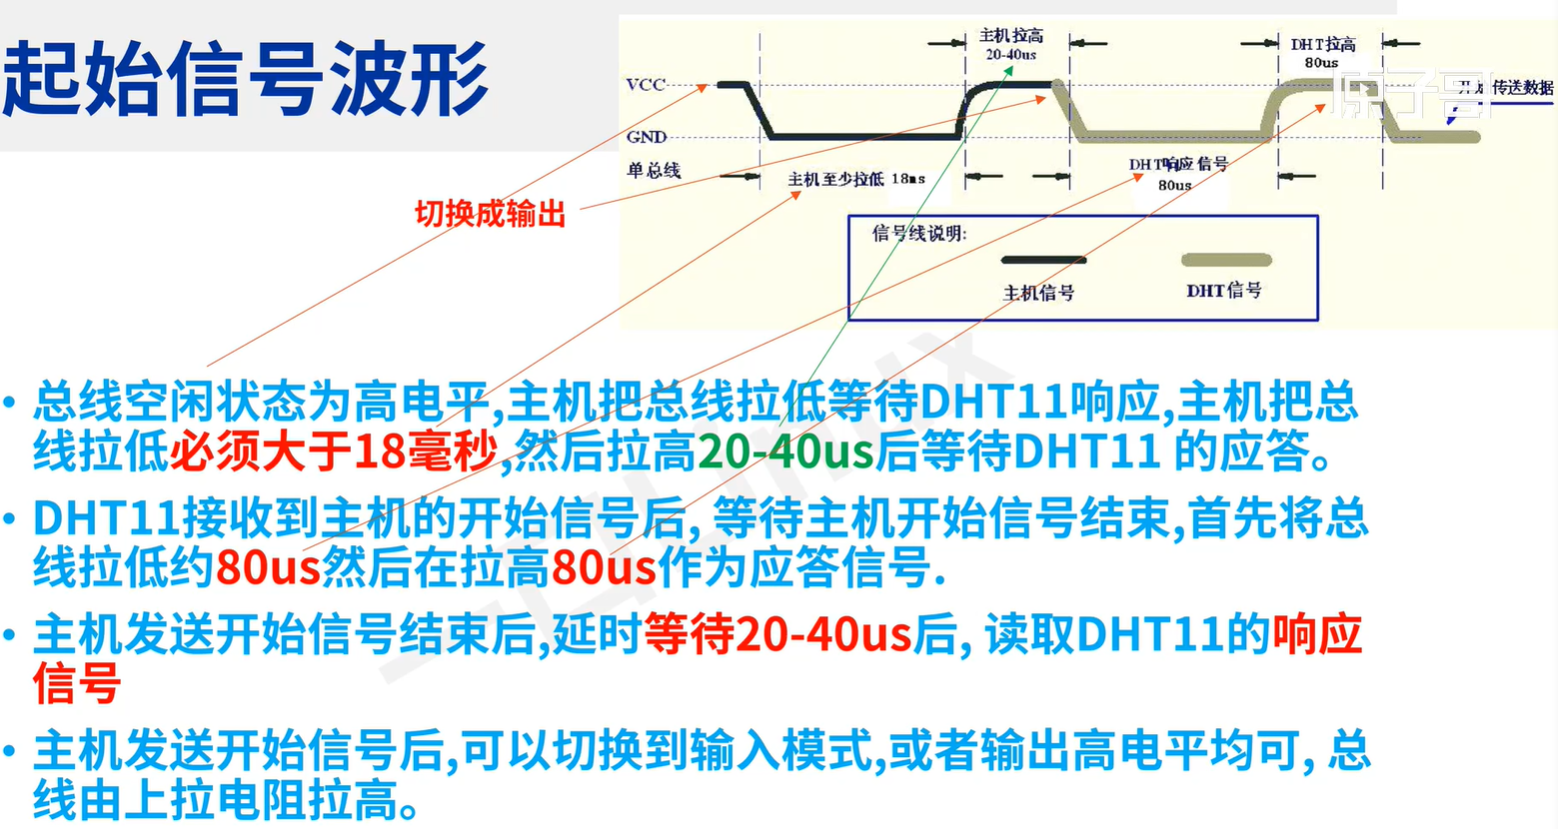 起始信号波形
主机拉高
20-40us
DHT拉高
80us
原子哥
VCC
传送数据
GND
单总线
主机至少拉低 18ms
DHT响应信号
80us
切换成输出
信号线说明:
主机信号
DHT信号
• 总线空闲状态为高电平,主机把总线拉低等待DHT11响应,主机把总
线拉低必须大于18毫秒,然后拉高20-40us后等待DHT11 的应答。
• DHT11接收到主机的开始信号后, 等待主机开始信号结束,首先将总
线拉低约80us然后在拉高80us作为应答信号.
• 主机发送开始信号结束后,延时等待20-40us后, 读取DHT11的响应
信号
• 主机发送开始信号后,可以切换到输入模式,或者输出高电平均可, 总
线由上拉电阻拉高。